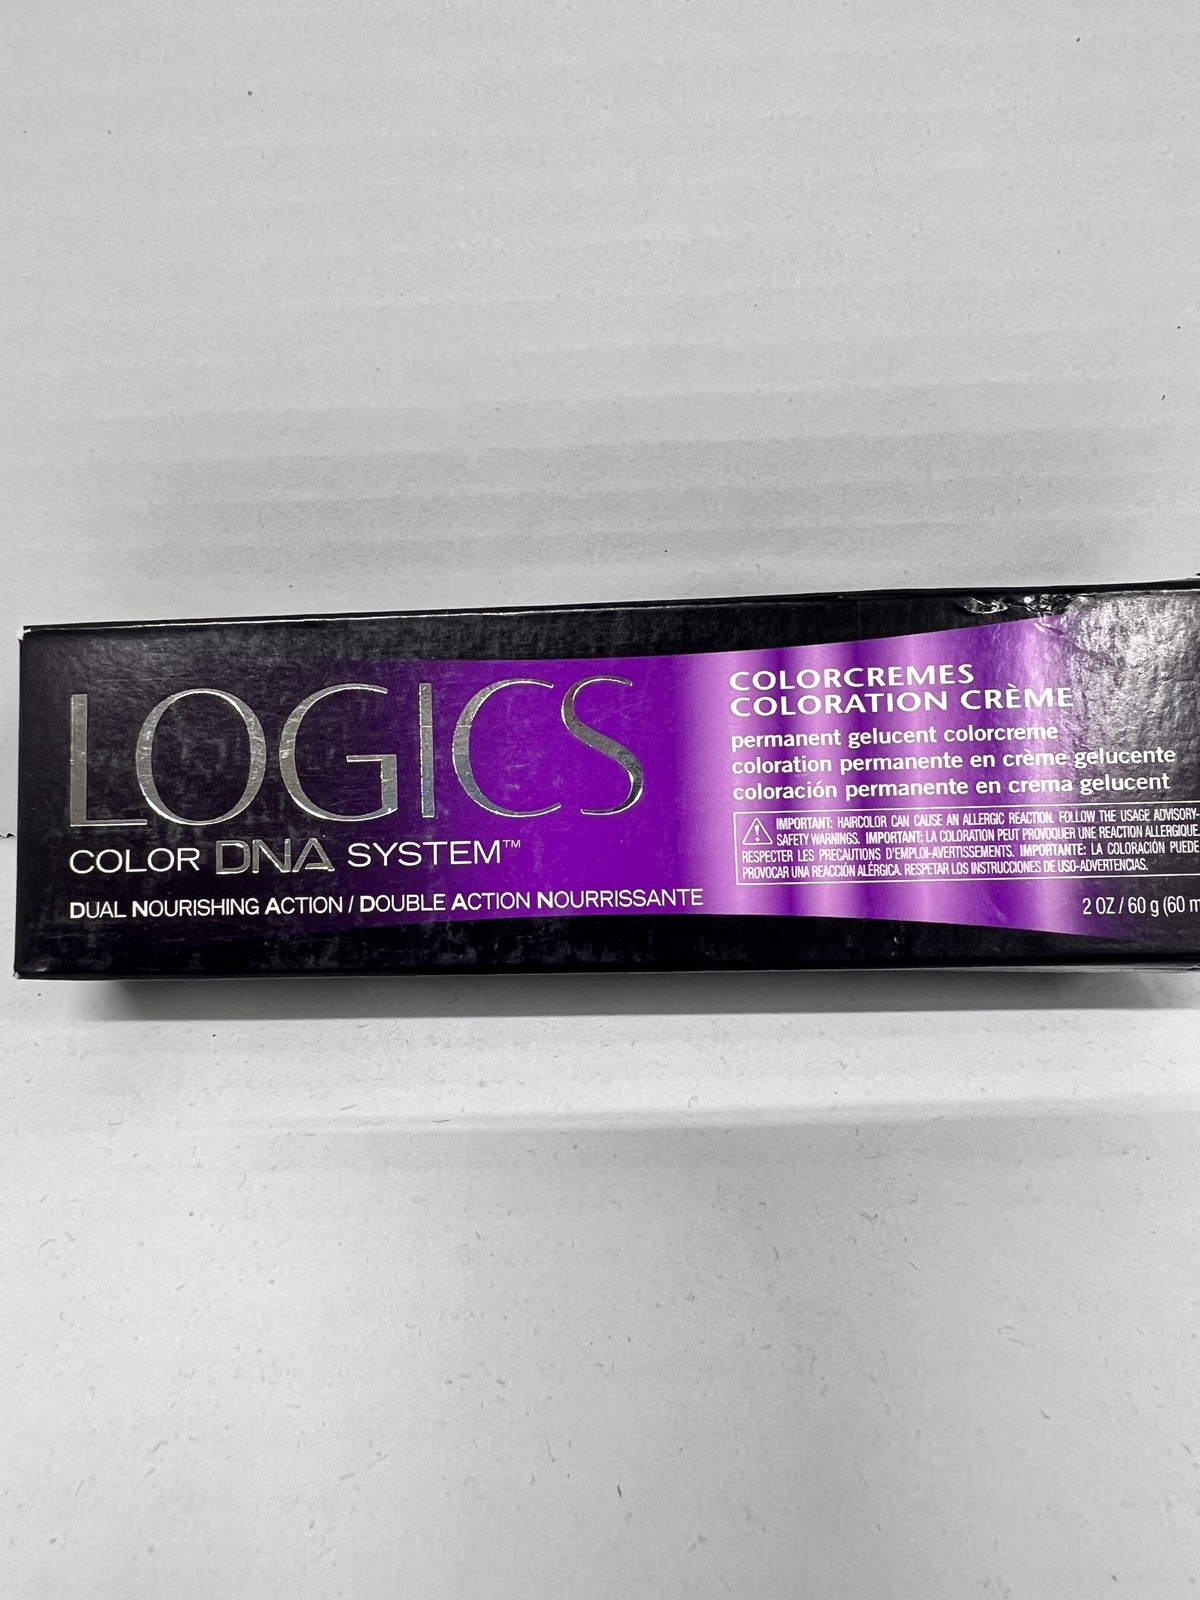 LOGICS
COLOR DNA SYSTEM™
DUAL NOURISHING ACTION / DOUBLE ACTION NOURRISSANTE
COLORCREMES
COLORATION CRÈME
permanent gelucent colorcreme
coloration permanente en crème gelucente
coloración permanente en crema gelucent
IMPORTANT: HAIRCOLOR CAN CAUSE AN ALLERGIC REACTION. FOLLOW THE USAGE ADVISORY-
SAFETY WARNINGS. IMPORTANT: LA COLORATION PEUT PROVOQUER UNE RÉACTION ALLERGIQUE.
RESPECTER LES PRÉCAUTIONS D'EMPLOI-AVERTISSEMENTS. IMPORTANTE: LA COLORACIÓN PUEDE
PROVOCAR UNA REACCIÓN ALÉRGICA. RESPETAR LOS INSTRUCCIONES DE USO-ADVERTENCIAS.
2 OZ / 60 g (60 m